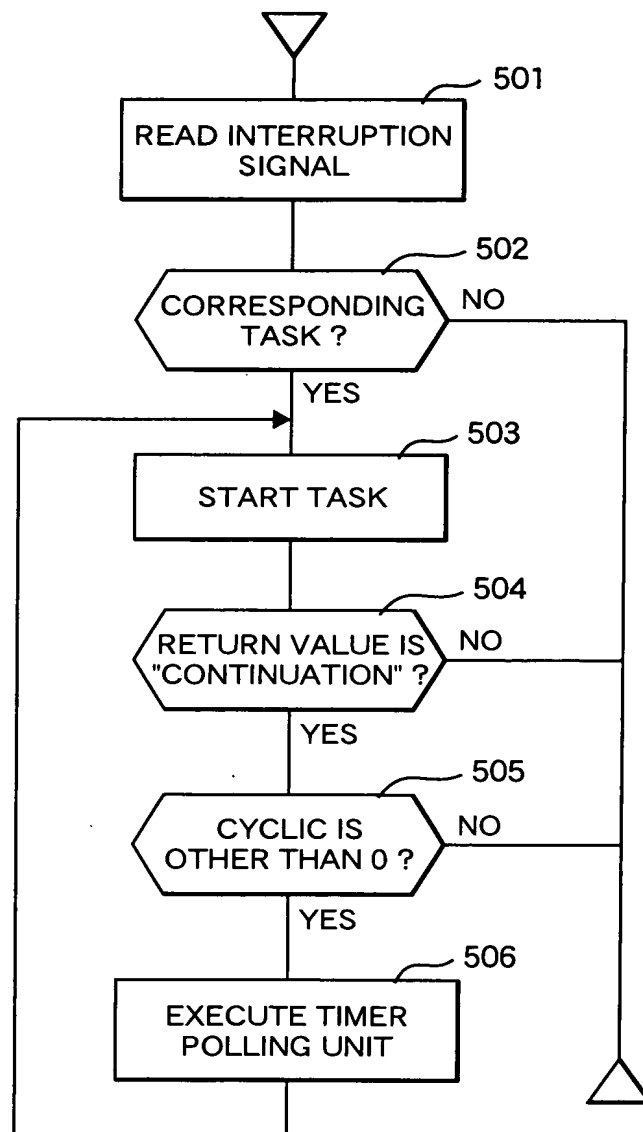 501
READ INTERRUPTION
SIGNAL
502
CORRESPONDING
TASK ?
NO
YES
503
START TASK
504
RETURN VALUE IS
"CONTINUATION" ?
NO
YES
505
CYCLIC IS
OTHER THAN 0 ?
NO
YES
506
EXECUTE TIMER
POLLING UNIT